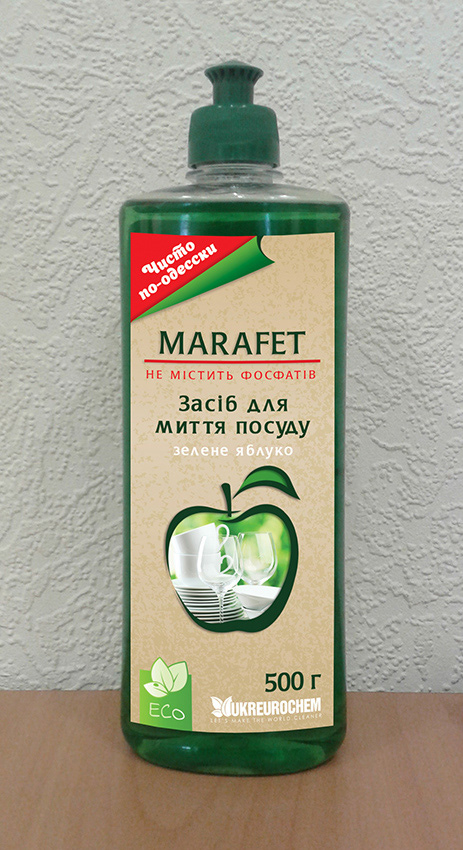 Чисто
по-одесски
MARAFET
НЕ МІСТИТЬ ФОСФАТІВ
Засіб для
миття посуду
зелене яблуко
500 г
ECO
UKREUROCHEM
LET'S MAKE THE WORLD CLEANER